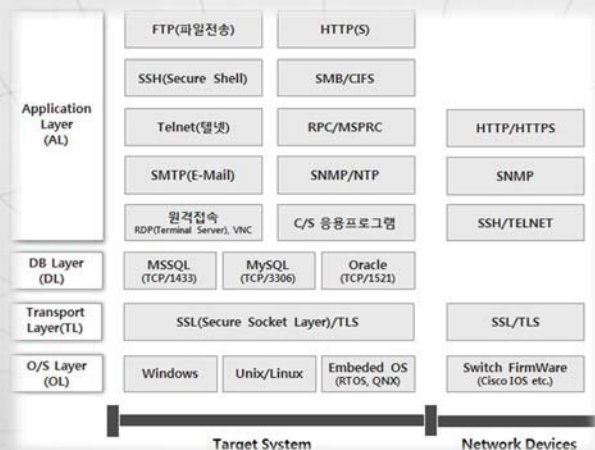 FTP(파일전송)
HTTP(S)
SSH(Secure Shell)
SMB/CIFS
Application
Layer
(AL)
Telnet(텔넷)
RPC/MSPRC
HTTP/HTTPS
SMTP(E-Mail)
SNMP/NTP
SNMP
원격접속
RDP(Terminal Server), VNC
C/S 응용프로그램
SSH/TELNET
DB Layer
(DL)
MSSQL
(TCP/1433)
MySQL
(TCP/3306)
Oracle
(TCP/1521)
Transport
Layer(TL)
SSL(Secure Socket Layer)/TLS
SSL/TLS
O/S Layer
(OL)
Windows
Unix/Linux
Embeded OS
(RTOS, QNX)
Switch FirmWare
(Cisco IOS etc.)
Target System
Network Devices